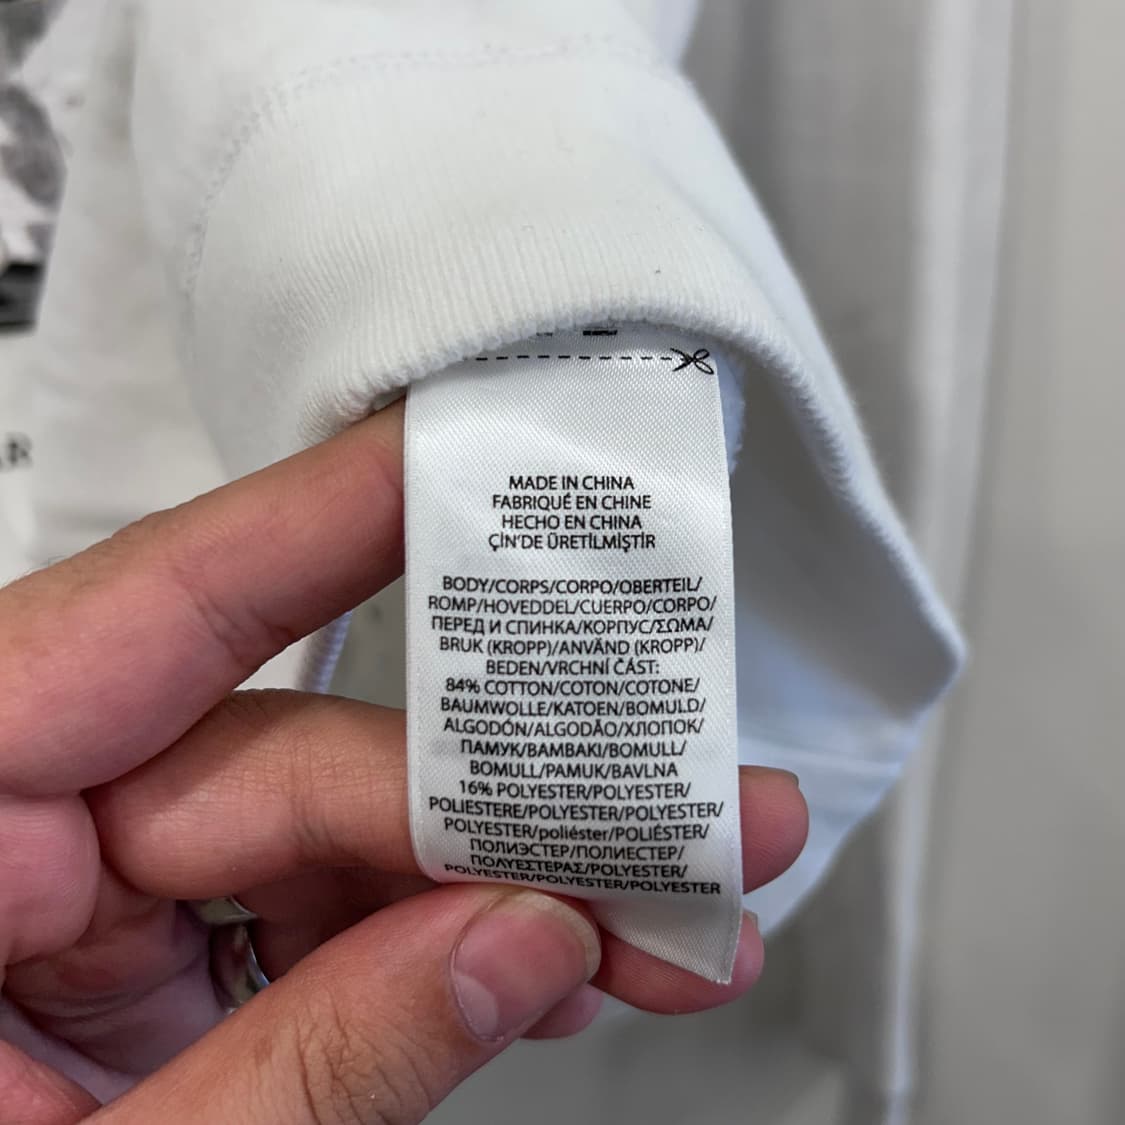 AR
MADE IN CHINA
FABRIQUÉ EN CHINE
HECHO EN CHINA
ÇİN'DE ÜRETİLMİŞTİR
BODY/CORPS/CORPO/OBERTEIL/
ROMP/HOVEDDEL/CUERPO/CORPO/
ПЕРЕД И СПИНКА/КОРПУС/ΣΩΜΑ/
BRUK (KROPP)/ANVÄND (KROPP)/
BEDEN/VRCHNÍ ČÁST:
84% COTTON/COTON/COTONE/
BAUMWOLLE/KATOEN/BOMULD/
ALGODÓN/ALGODÃO/ХЛОПОК/
ПАМУК/ΒΑΜΒΑΚΙ/BOMULL/
BOMULL/PAMUK/BAVLNA
16% POLYESTER/POLYESTER/
POLIESTERE/POLYESTER/POLYESTER/
POLYESTER/poliéster/POLIÉSTER/
ПОЛИЭСТЕР/ПОЛИЕСТЕР/
ΠΟΛΥΕΣΤΕΡΑΣ/POLYESTER/
POLYESTER/POLYESTER/POLYESTER